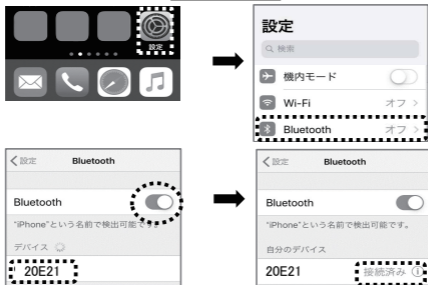 設定
設定
検索
機内モード
Wi-Fi オフ
Bluetooth オフ
設定 Bluetooth
Bluetooth
"iPhone"という名前で検出可能です。
デバイス
20E21
設定 Bluetooth
Bluetooth
"iPhone"という名前で検出可能です。
自分のデバイス
20E21 接続済み